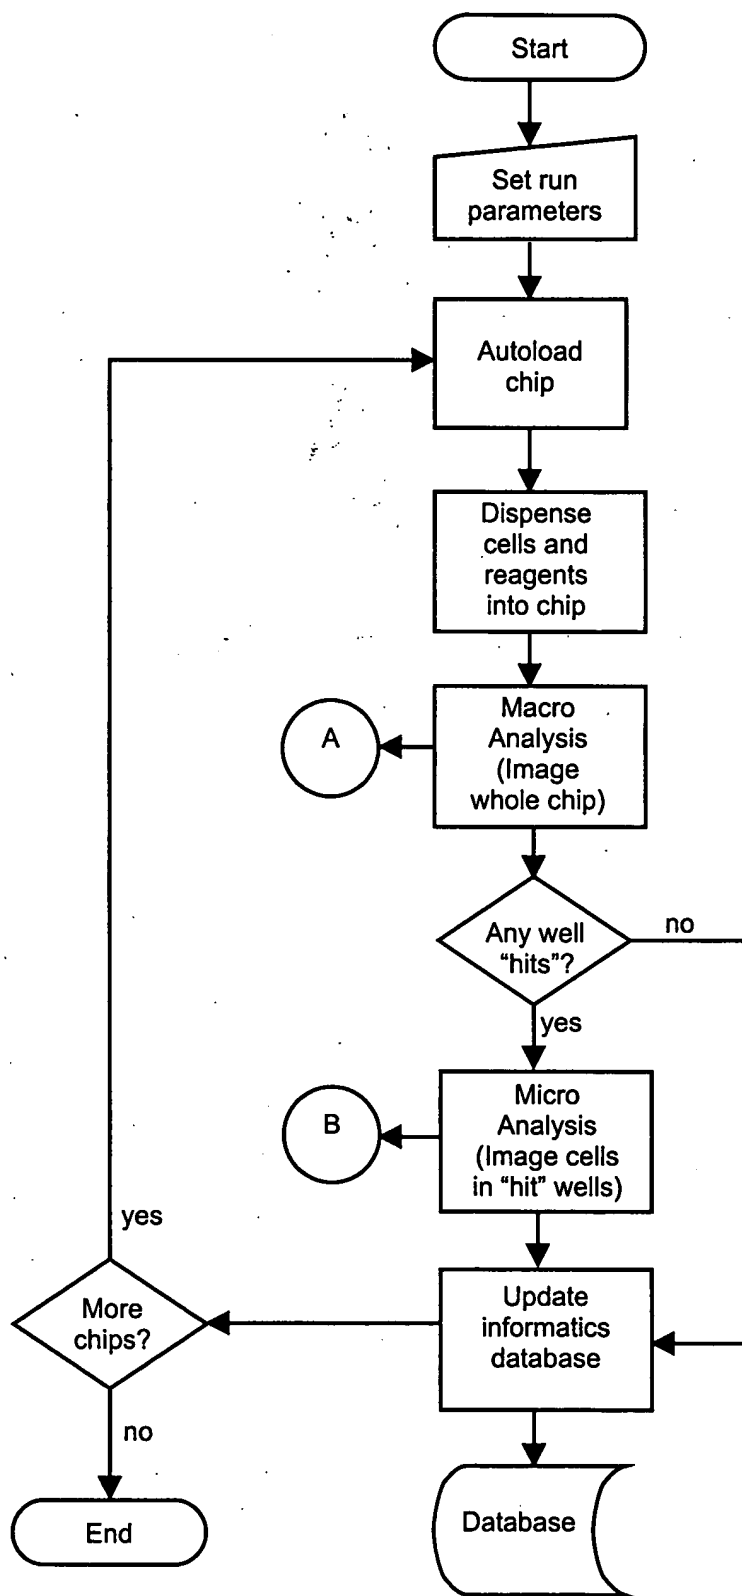 Start
Set run
parameters
Autoload
chip
Dispense
cells and
reagents
into chip
Macro
Analysis
(Image
whole chip)
A
Any well
"hits"?
no
yes
Micro
Analysis
(Image cells
in "hit" wells)
B
Update
informatics
database
More
chips?
yes
no
End
Database